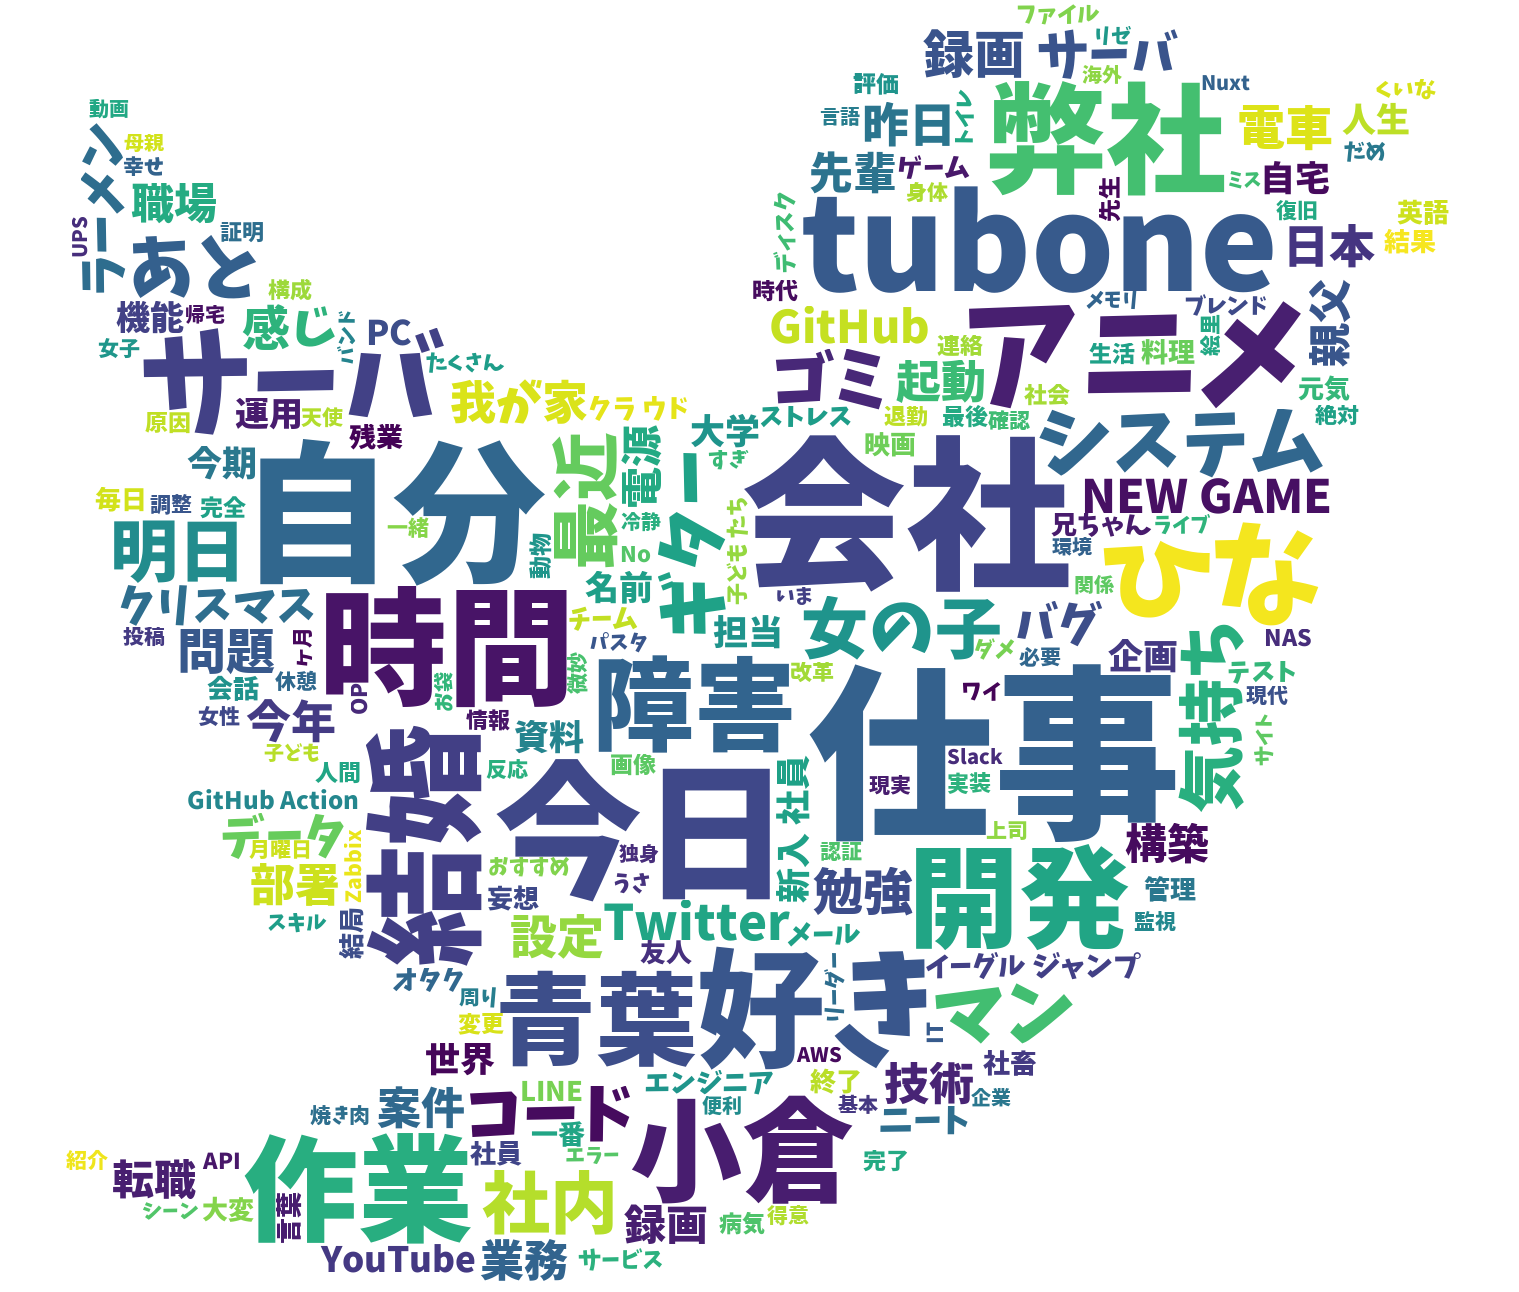 ファイル
録画 サーバ
リゼ
海外
Nuxt
評価
言語
昨日
トイレ
弊社
電車
くいな
人生
だめ
動画
母親
幸せ
ラーメン
職場
先輩
ゲーム
身体
先生
ミス
自宅
復旧
英語
結果
UPS
証明
あと
ディスク
tubone
日本
時代
構成
機能
帰宅
感じ
女子
バンド
PC
メモリ
ブレンド
親父
GitHub
アニメ
連絡
生活
料理
絵里
サーバ
たくさん
ゴミ
起動
社会
元気
絶対
原因
運用
天使
残業
我が家
クラウド
大学
ストレス
退勤
最後
確認
映画
システム
今期
自分
最近
電源
すぎ
ギター
会社
NEW GAME
毎日
調整
完全
一緒
冷静
子どもたち
兄ちゃん
ライブ
明日
動物
No
環境
ひな
クリスマス
名前
いま
関係
時間
チーム
担当
女の子
バグ
NAS
投稿
問題
ヶ月
パスタ
ダメ
必要
企画
気持ち
休憩
会話
OP
お袋
微妙
障害
改革
仕事
ワイ
テスト
現代
女性
今年
情報
資料
サイト
子ども
人間
結婚
反応
画像
Slack
現実
実装
GitHub Action
今日
新入社員
データ
月曜日
Zabbix
おすすめ
独身
認証
上司
構築
部署
妄想
うさ
勉強
開発
管理
スキル
結局
設定
Twitter
メール
監視
友人
オタク
周り
変更
青葉
好き
リーダー
イーグル ジャンプ
マン
IT
世界
AWS
社畜
エンジニア
終了
技術
LINE
便利
基本
企業
焼き肉
案件
コード
一番
小倉
ニート
紹介
転職
API
作業
社員
エラー
完了
シーン
大変
言葉
社内
録画
病気
得意
YouTube
業務
サービス